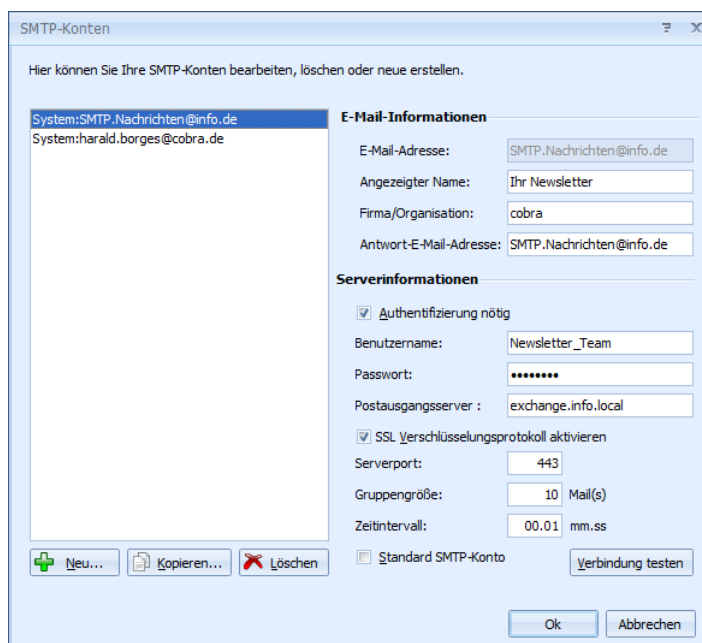 SMTP-Konten
Hier können Sie Ihre SMTP-Konten bearbeiten, löschen oder neue erstellen.
System:SMTP.Nachrichten@info.de
System:harald.borges@cobra.de
Neu...
Kopieren...
Löschen
E-Mail-Informationen
E-Mail-Adresse: SMTP.Nachrichten@info.de
Angezeigter Name: Ihr Newsletter
Firma/Organisation: cobra
Antwort-E-Mail-Adresse: SMTP.Nachrichten@info.de
Serverinformationen
Authentifizierung nötig
Benutzername: Newsletter_Team
Passwort: ••••••••
Postausgangsserver : exchange.info.local
SSL Verschlüsselungsprotokoll aktivieren
Serverport: 443
Gruppengröße: 10 Mail(s)
Zeitintervall: 00.01 mm.ss
Standard SMTP-Konto
Verbindung testen
Ok
Abbrechen